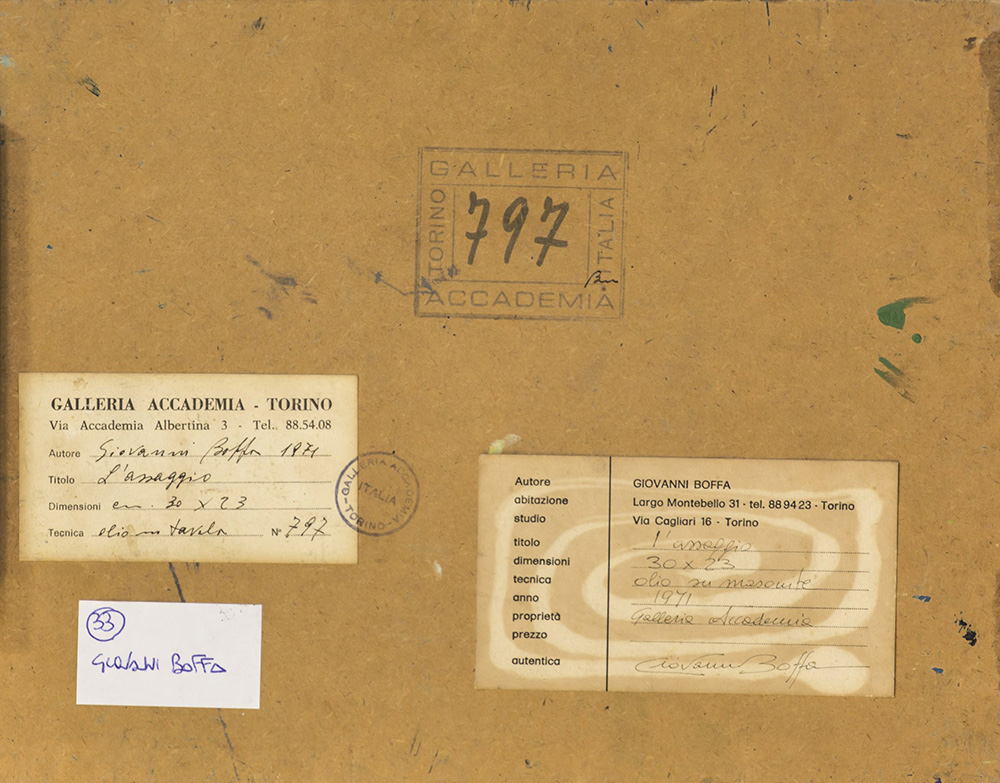 GALLERIA
TORINO
797
ITALIA
ACCADEMIA
GALLERIA ACCADEMIA - TORINO
Via Accademia Albertina 3 - Tel. 88.54.08
Autore Giovanni Boffa 1971
Titolo L'assaggio
Dimensioni cm. 30 x 23
Tecnica olio su tavola N° 797
GALLERIA ACCADEMIA
ITALIA
-TORINO-
Autore GIOVANNI BOFFA
abitazione Largo Montebello 31 - tel. 889423 - Torino
studio Via Cagliari 16 - Torino
titolo l'assaggio
dimensioni 30 x 23
tecnica olio su masonite
anno 1971
proprietà Galleria Accademia
prezzo
autentica Giovanni Boffa
33
GIOVANNI BOFFA